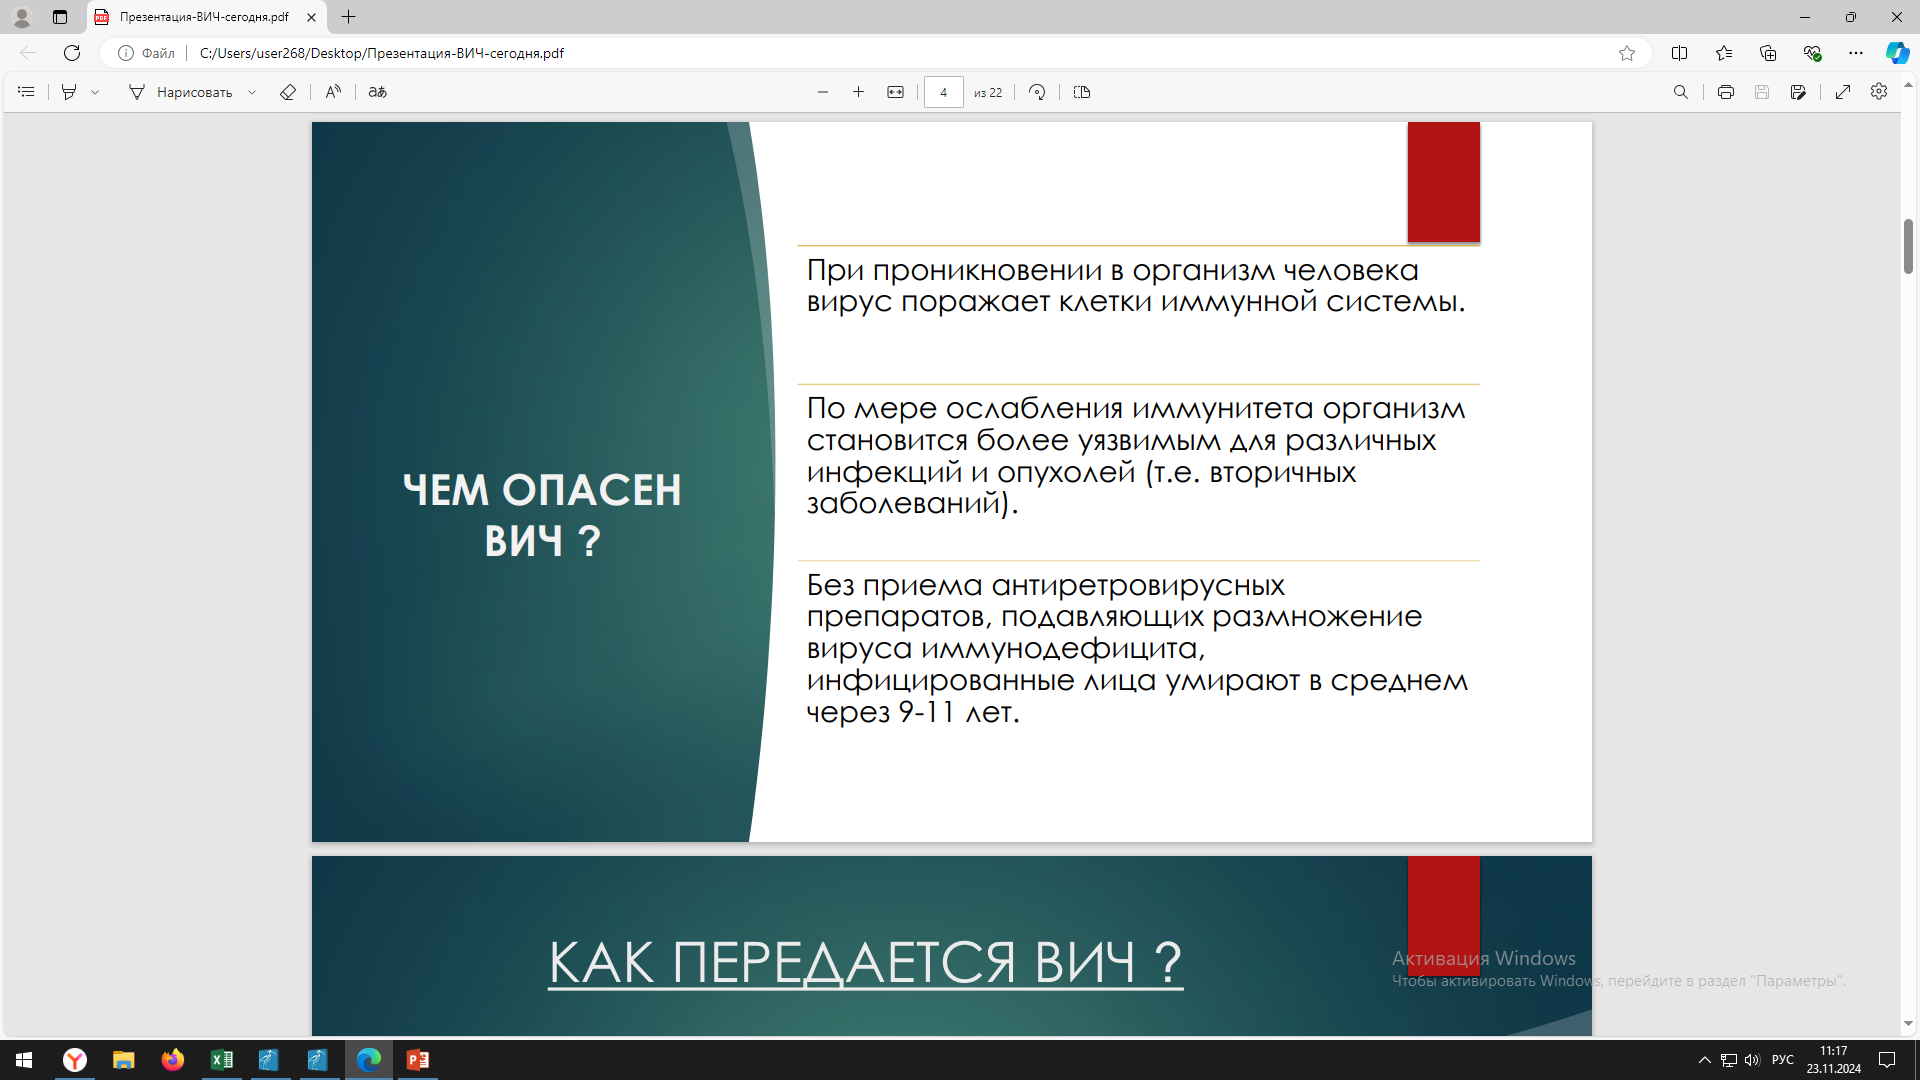 Презентация-ВИЧ-сегодня.pdf
Файл
C:/Users/user268/Desktop/Презентация-ВИЧ-сегодня.pdf
Нарисовать
aあ
4
из 22
ЧЕМ ОПАСЕН
ВИЧ ?
При проникновении в организм человека
вирус поражает клетки иммунной системы.
По мере ослабления иммунитета организм
становится более уязвимым для различных
инфекций и опухолей (т.е. вторичных
заболеваний).
Без приема антиретровирусных
препаратов, подавляющих размножение
вируса иммунодефицита,
инфицированные лица умирают в среднем
через 9-11 лет.
КАК ПЕРЕДАЕТСЯ ВИЧ ?
Активация Windows
Чтобы активировать Windows, перейдите в раздел "Параметры".
РУС
11:17
23.11.2024